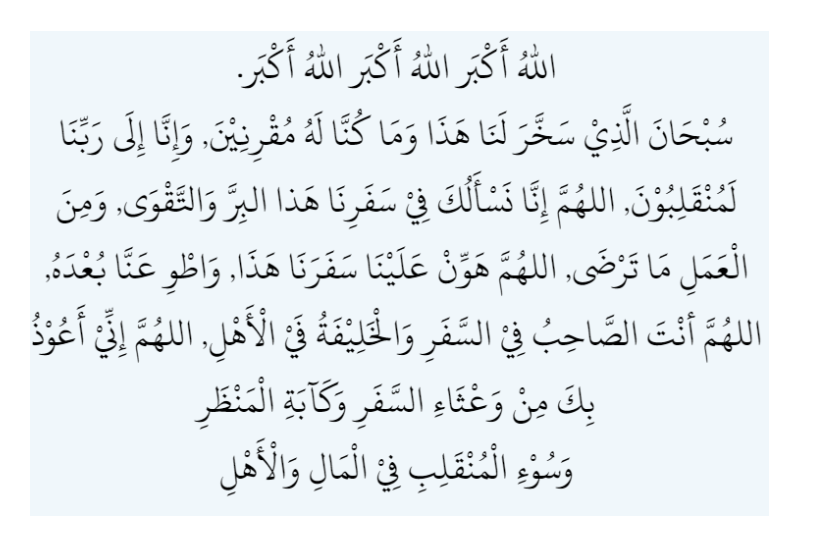 اللهُ أَكْبَر اللهُ أَكْبَر اللهُ أَكْبَر.
سُبْحَانَ الَّذِيْ سَخَّرَ لَنَا هَذَا وَمَا كُنَّا لَهُ مُقْرِنِيْنَ, وَإِنَّا إِلَى رَبِّنَا
لَمُنْقَلِبُوْنَ, اللهُمَّ إِنَّا نَسْأَلُكَ فِيْ سَفَرِنَا هَذا البِرَّ وَالتَّقْوَى, وَمِنَ
الْعَمَلِ مَا تَرْضَى, اللهُمَّ هَوِّنْ عَلَيْنَا سَفَرَنَا هَذَا, وَاطْوِ عَنَّا بُعْدَهُ,
اللهُمَّ أنْتَ الصَّاحِبُ فِيْ السَّفَرِ وَالْخَلِيْفَةُ فَيْ الْأَهْلِ, اللهُمَّ إِنِّيْ أَعُوْذُ
بِكَ مِنْ وَعْثَاءِ السَّفَرِ وَكَآبَةِ الْمَنْظَرِ
وَسُوْءِ الْمُنْقَلِبِ فِيْ الْمَالِ وَالْأَهْلِ